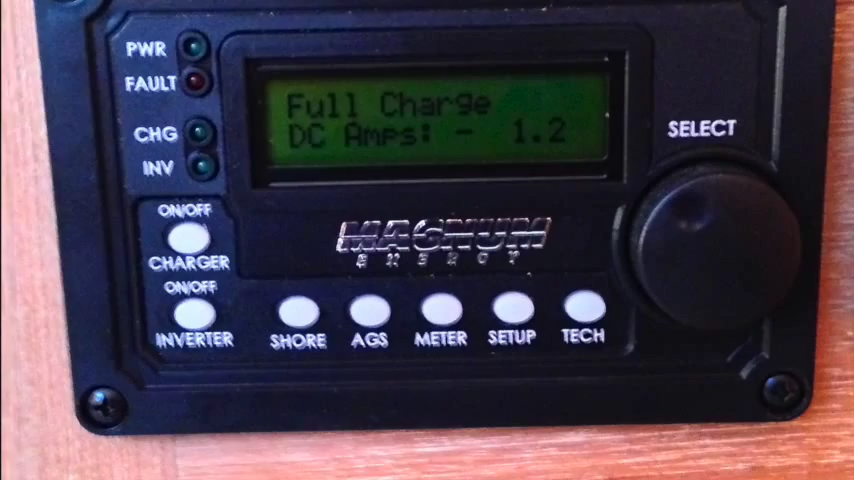 PWR
FAULT
CHG
INV
Full Charge
DC Amps: - 1.2
SELECT
MAGNUM
ENERGY
ON/OFF
CHARGER
ON/OFF
INVERTER
SHORE
AGS
METER
SETUP
TECH